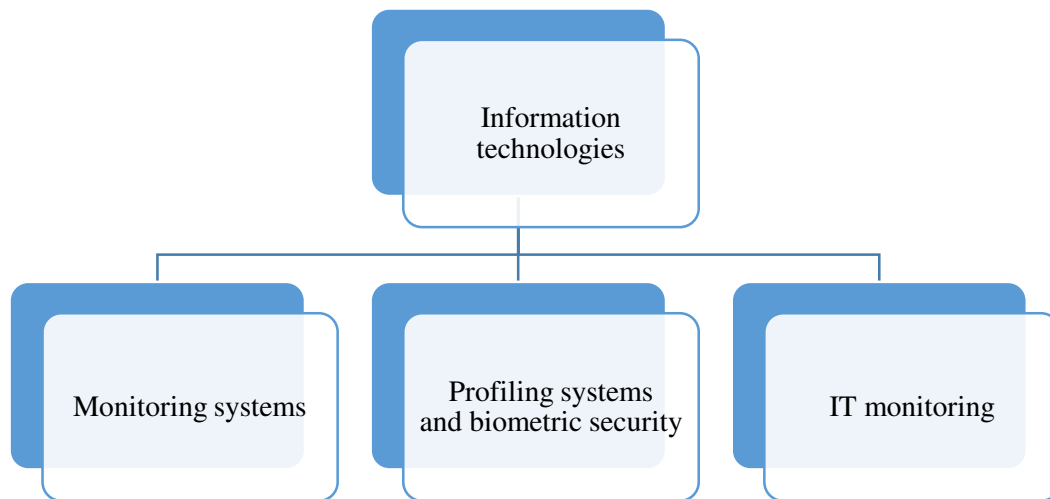 Information
technologies
Monitoring systems
Profiling systems
and biometric security
IT monitoring